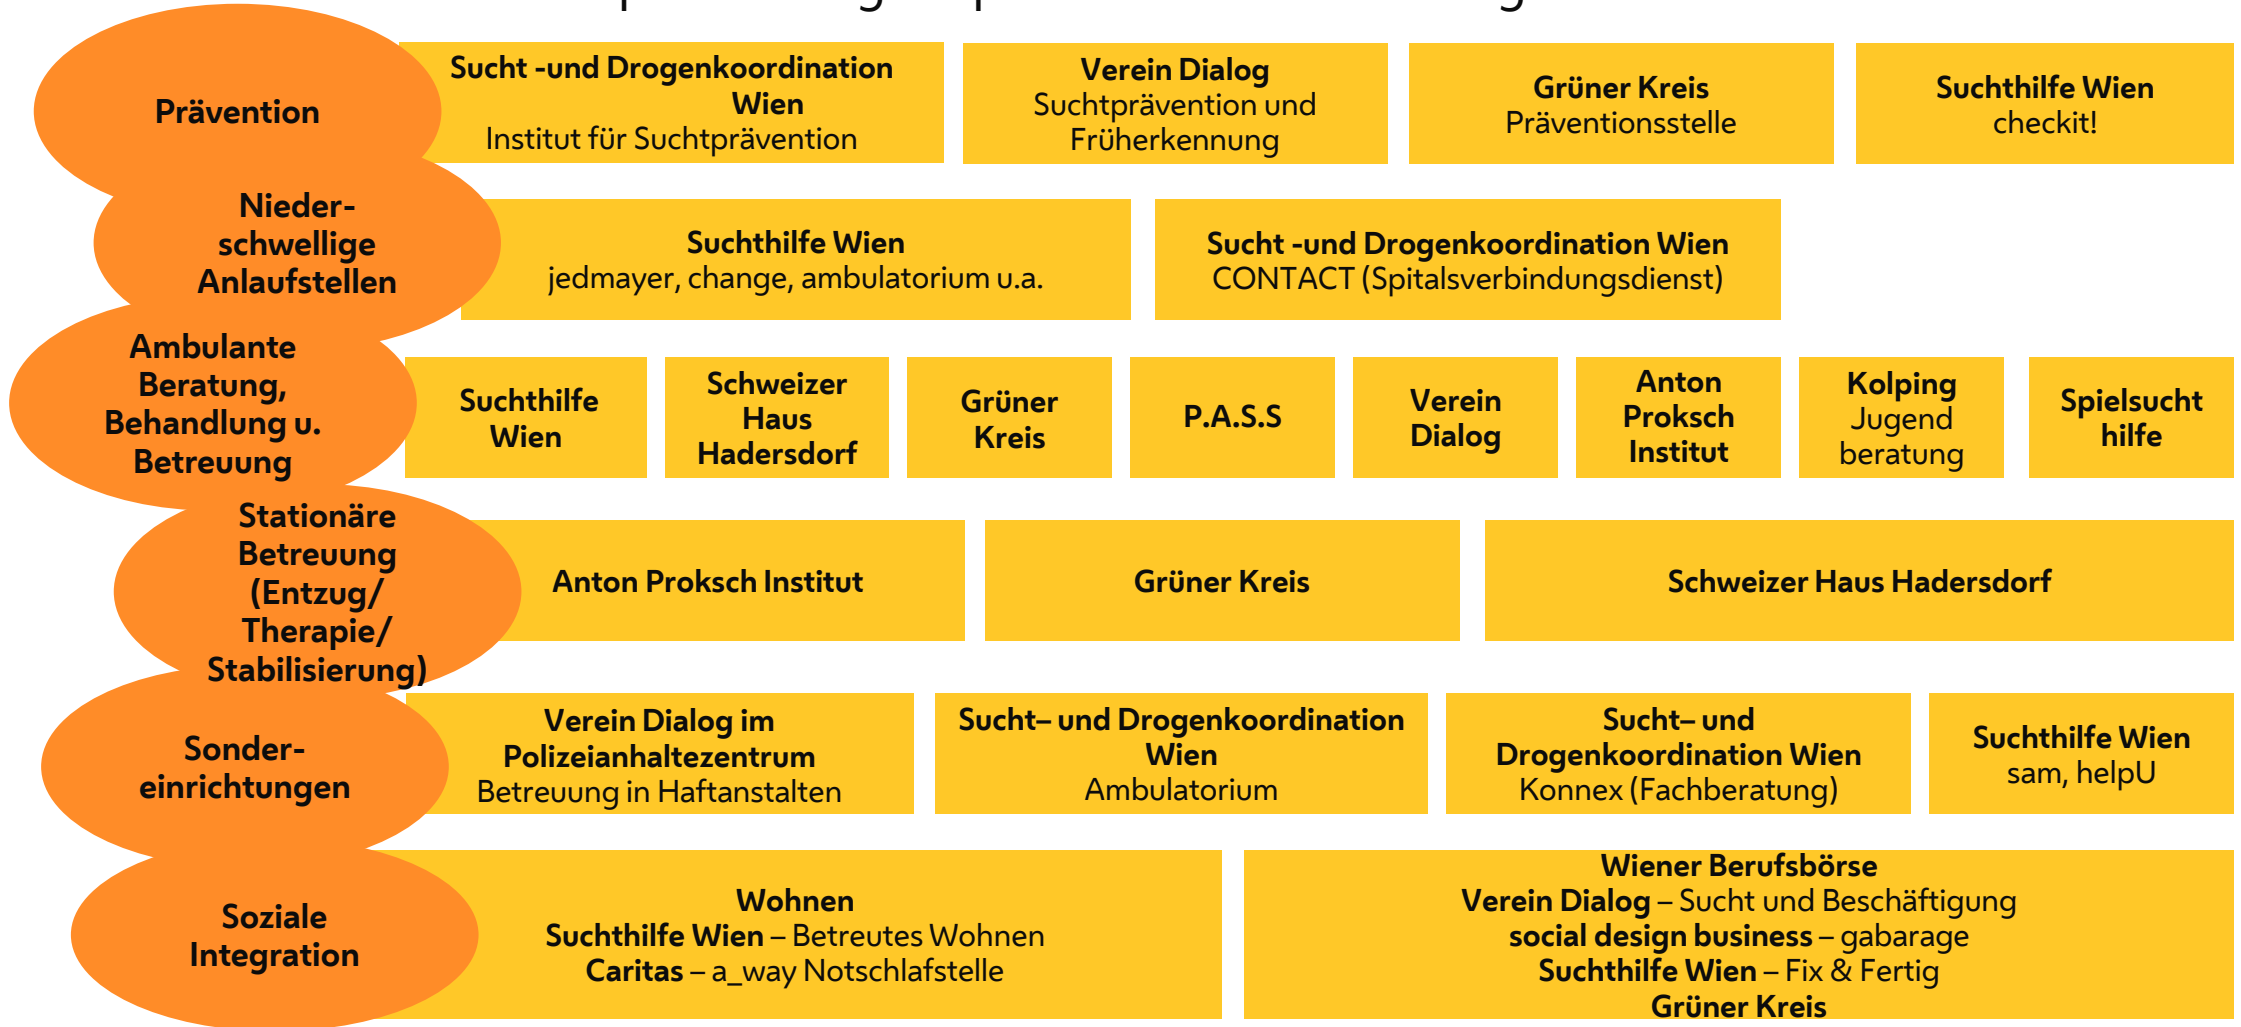 Prävention
Sucht -und Drogenkoordination
Wien
Institut für Suchtprävention
Verein Dialog
Suchtprävention und
Früherkennung
Grüner Kreis
Präventionsstelle
Suchthilfe Wien
checkit!
Nieder-
schwellige
Anlaufstellen
Suchthilfe Wien
jedmayer, change, ambulatorium u.a.
Sucht -und Drogenkoordination Wien
CONTACT (Spitalsverbindungsdienst)
Ambulante
Beratung,
Behandlung u.
Betreuung
Suchthilfe
Wien
Schweizer
Haus
Hadersdorf
Grüner
Kreis
P.A.S.S
Verein
Dialog
Anton
Proksch
Institut
Kolping
Jugend
beratung
Spielsucht
hilfe
Stationäre
Betreuung
(Entzug/
Therapie/
Stabilisierung)
Anton Proksch Institut
Grüner Kreis
Schweizer Haus Hadersdorf
Sonder-
einrichtungen
Verein Dialog im
Polizeianhaltezentrum
Betreuung in Haftanstalten
Sucht– und Drogenkoordination
Wien
Ambulatorium
Sucht– und
Drogenkoordination Wien
Konnex (Fachberatung)
Suchthilfe Wien
sam, helpU
Soziale
Integration
Wohnen
Suchthilfe Wien – Betreutes Wohnen
Caritas – a_way Notschlafstelle
Wiener Berufsbörse
Verein Dialog – Sucht und Beschäftigung
social design business – gabarage
Suchthilfe Wien – Fix & Fertig
Grüner Kreis